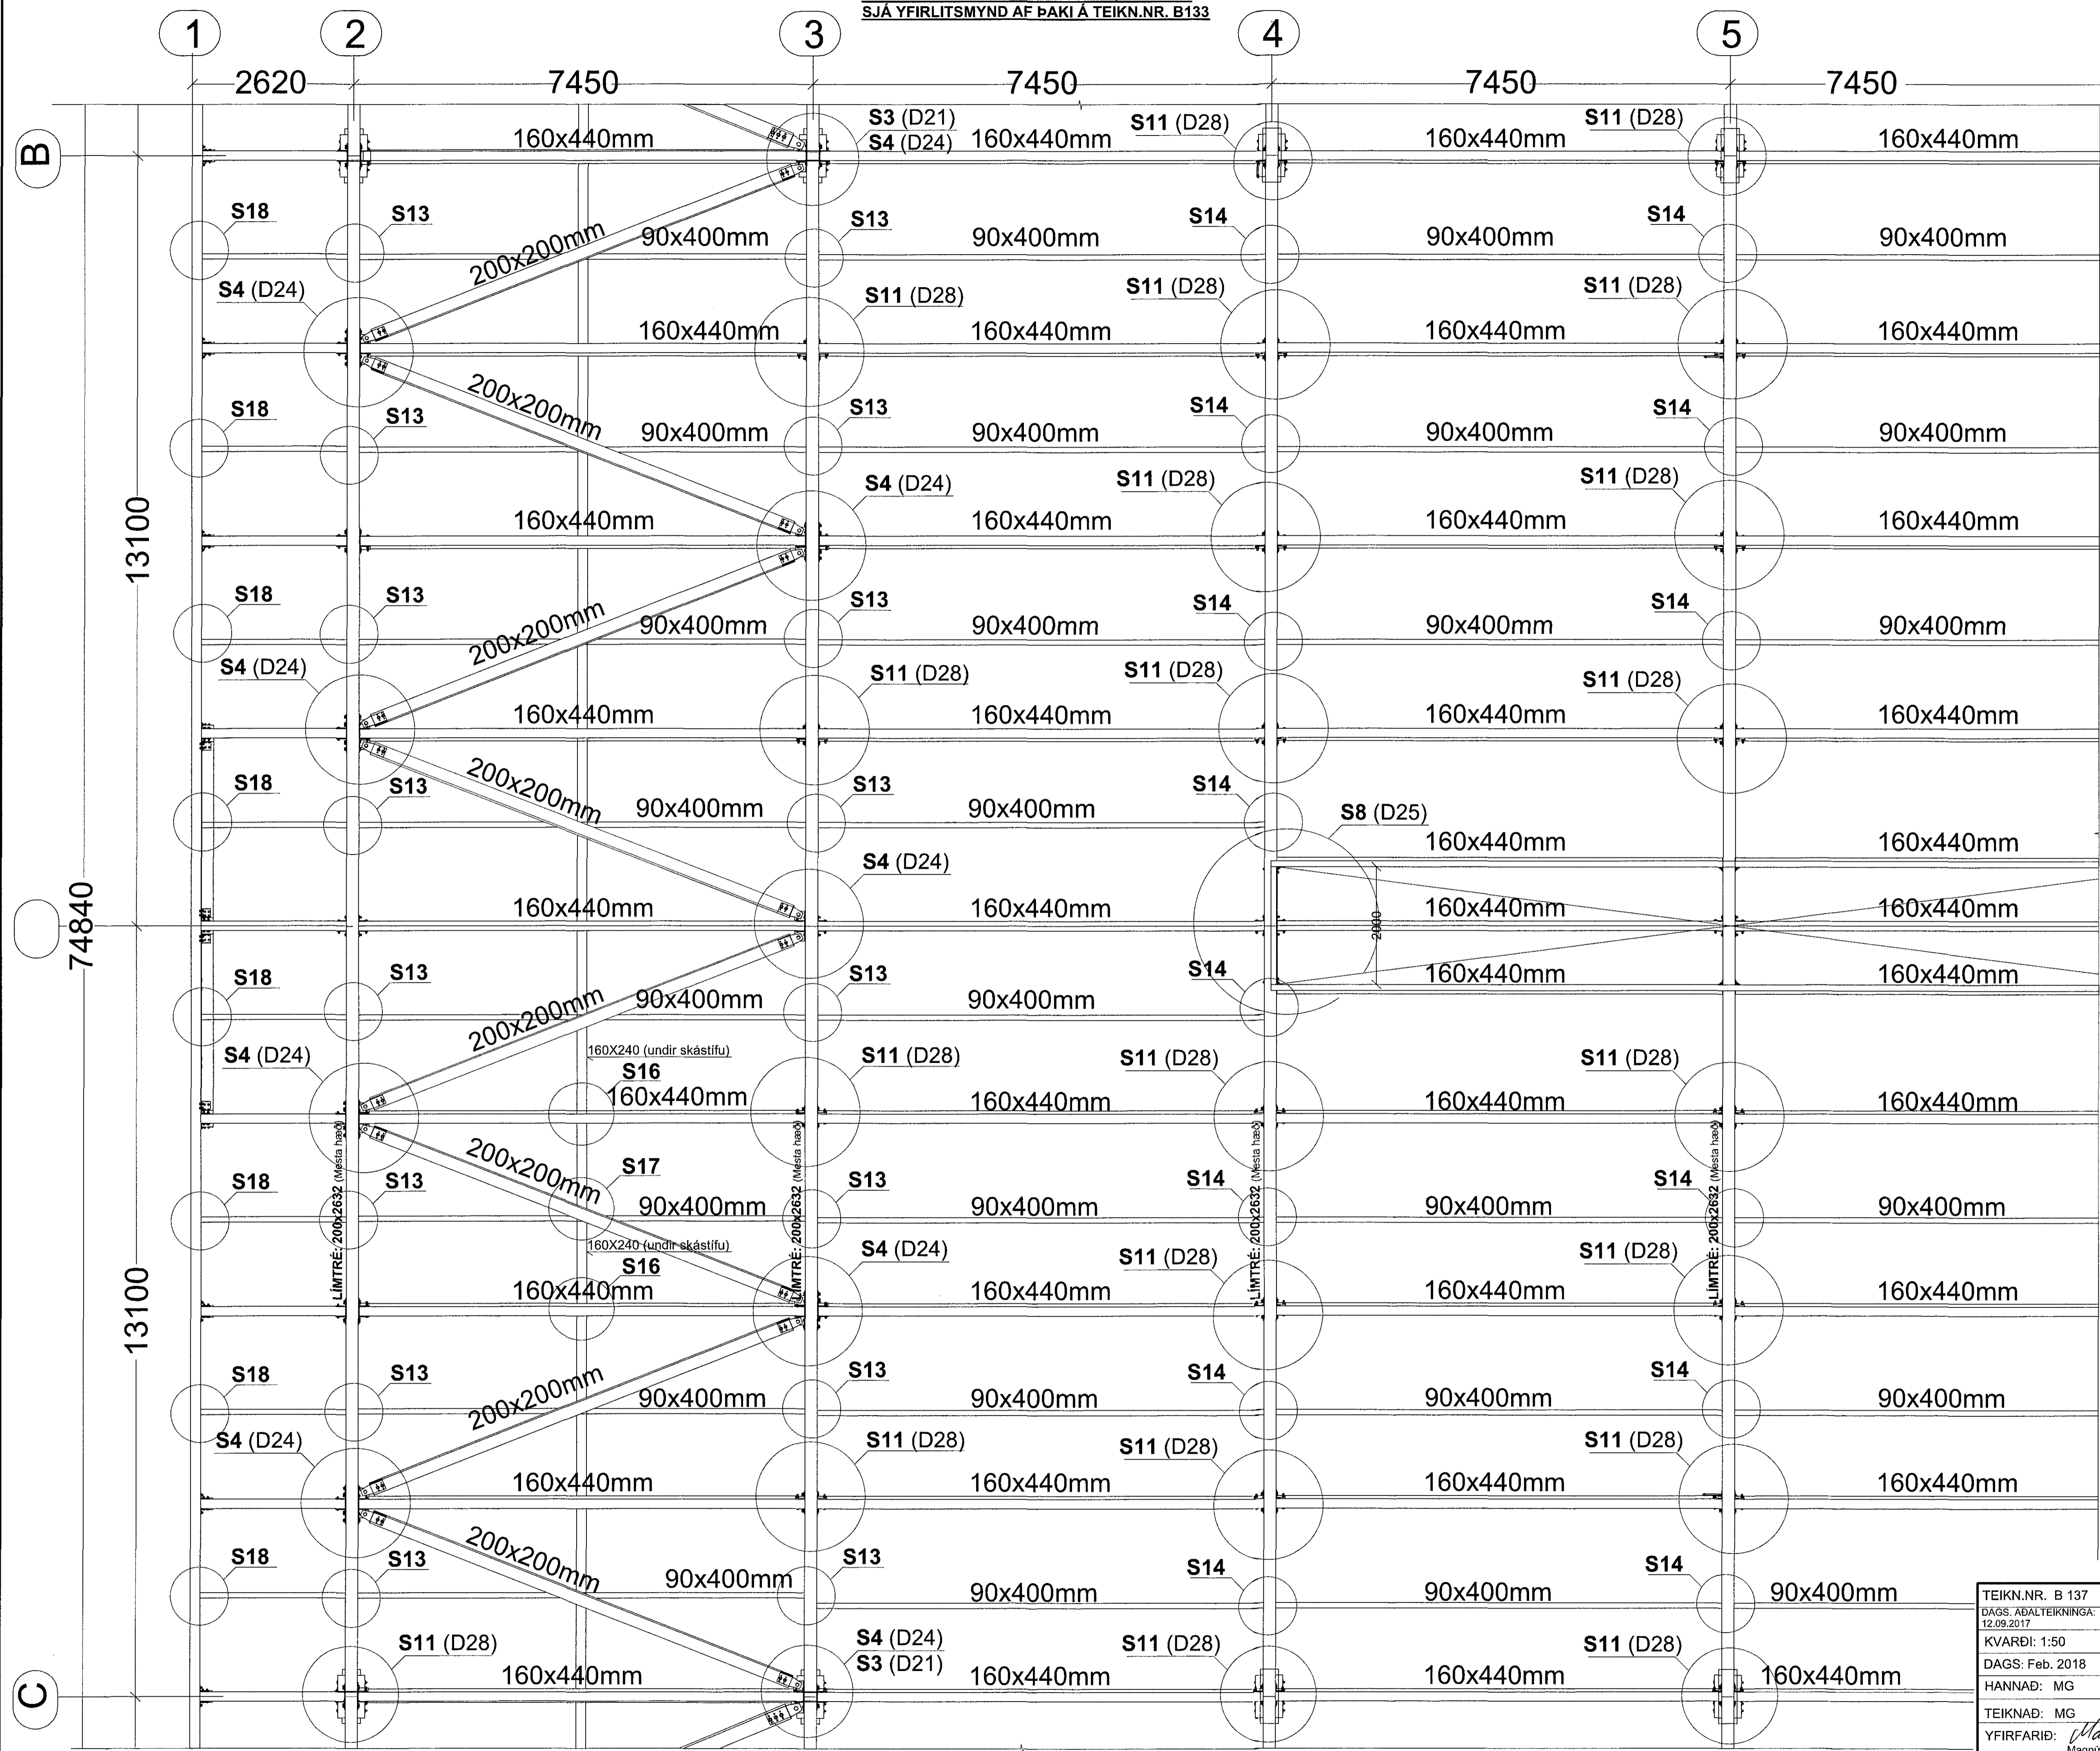 SJÁ YFIRLITSMYND AF ÞAKI Á TEIKN.NR. B133
1 2 3 4 5
2620 7450 7450 7450 7450
B
160x440mm S3 (D21) 160x440mm S11 (D28) 160x440mm S11 (D28) 160x440mm
S4 (D24)
S18 S13 S13 S14 S14
200x200mm 90x400mm 90x400mm 90x400mm 90x400mm
S4 (D24) S11 (D28) S11 (D28) S11 (D28)
160x440mm 160x440mm 160x440mm 160x440mm
S18 S13 S13 S14 S14
200x200mm 90x400mm 90x400mm 90x400mm 90x400mm
S4 (D24) S11 (D28) S11 (D28)
13100
160x440mm 160x440mm 160x440mm 160x440mm
S18 S13 S13 S14 S14
200x200mm 90x400mm 90x400mm 90x400mm 90x400mm
S4 (D24) S11 (D28) S11 (D28) S11 (D28)
160x440mm 160x440mm 160x440mm 160x440mm
S18 S13 S13 S14
200x200mm 90x400mm 90x400mm
S8 (D25)
160x440mm 160x440mm
S4 (D24)
74840
160x440mm 160x440mm 160x440mm 160x440mm
2000
S18 S13 S13 S14 160x440mm 160x440mm
200x200mm 90x400mm 90x400mm
160X240 (undir skástífu)
S4 (D24) S11 (D28) S11 (D28) S11 (D28)
S16
160x440mm 160x440mm 160x440mm 160x440mm
LÍMTRÉ: 200x2632 (Mesta hæð)
LÍMTRÉ: 200x2632 (Mesta hæð)
LÍMTRÉ: 200x2632 (Mesta hæð)
LÍMTRÉ: 200x2632 (Mesta hæð)
200x200mm S17
S18 S13 S13 S14 S14
90x400mm 90x400mm 90x400mm 90x400mm
160X240 (undir skástífu)
S4 (D24) S11 (D28) S11 (D28)
S16
13100
160x440mm 160x440mm 160x440mm 160x440mm
S18 S13 S13 S14 S14
200x200mm 90x400mm 90x400mm 90x400mm 90x400mm
S4 (D24) S11 (D28) S11 (D28) S11 (D28)
160x440mm 160x440mm 160x440mm 160x440mm
200x200mm
S18 S13 S13 S14 S14
90x400mm 90x400mm 90x400mm 90x400mm
C
S11 (D28) S4 (D24) S11 (D28) S11 (D28)
S3 (D21)
160x440mm 160x440mm 160x440mm 160x440mm
TEIKN.NR. B 137
DAGS. AÐALTEIKNINGA:
12.09.2017
KVARÐI: 1:50
DAGS: Feb. 2018
HANNAÐ: MG
TEIKNAÐ: MG
YFIRFARIÐ: